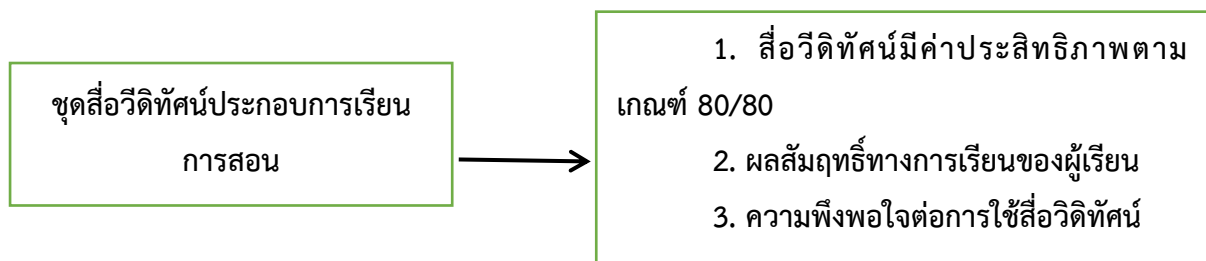 ชุดสื่อวีดิทัศน์ประกอบการเรียน
การสอน
1. สื่อวีดิทัศน์มีค่าประสิทธิภาพตาม
เกณฑ์ 80/80
2. ผลสัมฤทธิ์ทางการเรียนของผู้เรียน
3. ความพึงพอใจต่อการใช้สื่อวิดิทัศน์